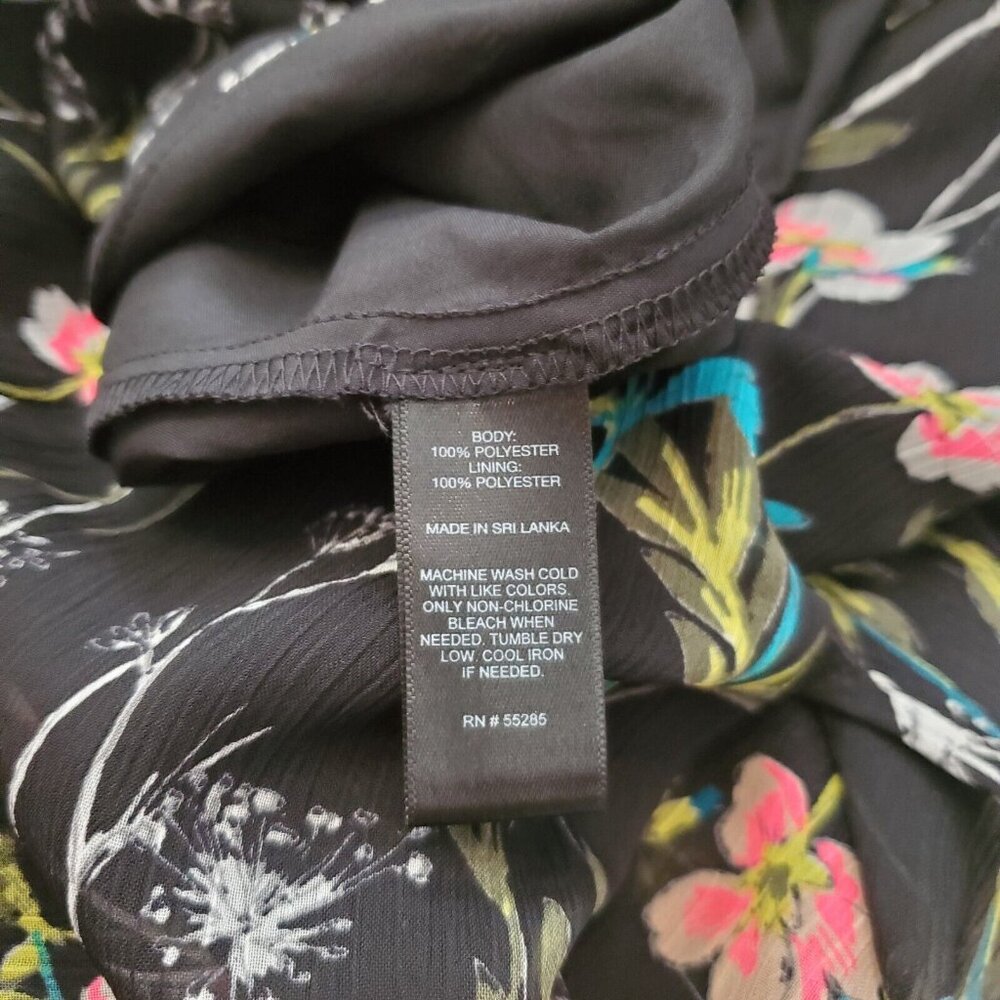 BODY:
100% POLYESTER
LINING:
100% POLYESTER
MADE IN SRI LANKA
MACHINE WASH COLD
WITH LIKE COLORS.
ONLY NON-CHLORINE
BLEACH WHEN
NEEDED. TUMBLE DRY
LOW. COOL IRON
IF NEEDED.
RN # 55285